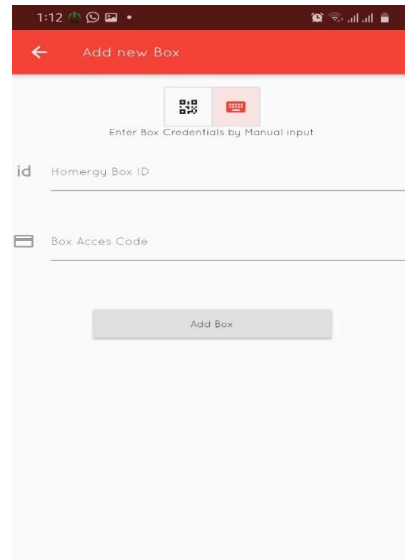 1:12
Add new Box
Enter Box Credentials by Manual input
id Homergy Box ID
Box Acces Code
Add Box